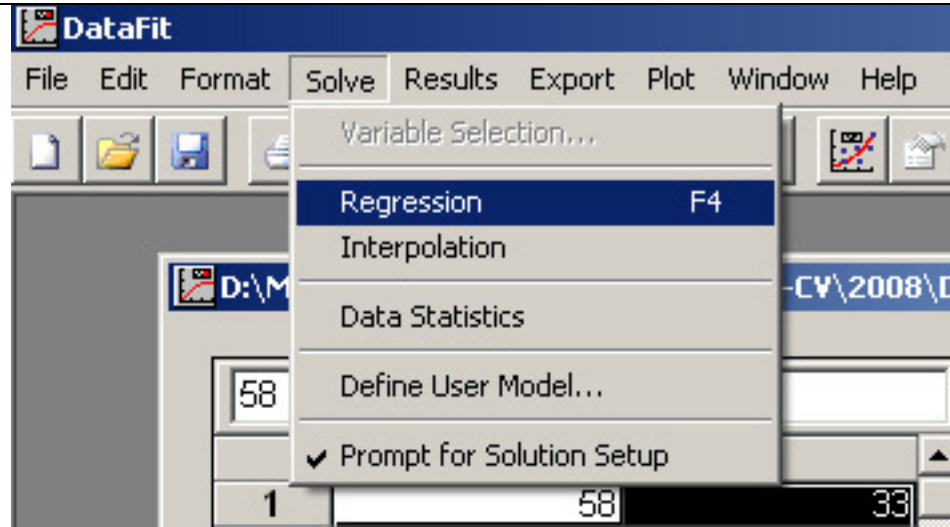 DataFit
File Edit Format Solve Results Export Plot Window Help
Variable Selection...
Regression F4
Interpolation
D:\M -CV\2008\D
Data Statistics
58
Define User Model...
Prompt for Solution Setup
1 58 33